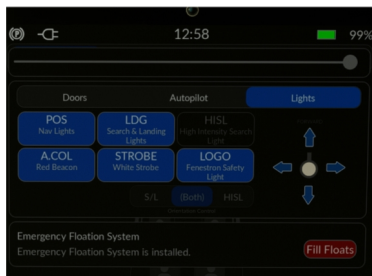 12:58
99%
Doors
Autopilot
Lights
POS
Nav Lights
LDG
Search & Landing
Lights
HISL
High Intensity Search
Light
A.COL
Red Beacon
STROBE
White Strobe
LOGO
Fenestron Safety
Light
S/L
(Both)
HISL
Emergency Floation System
Emergency Floation System is installed.
Fill Floats